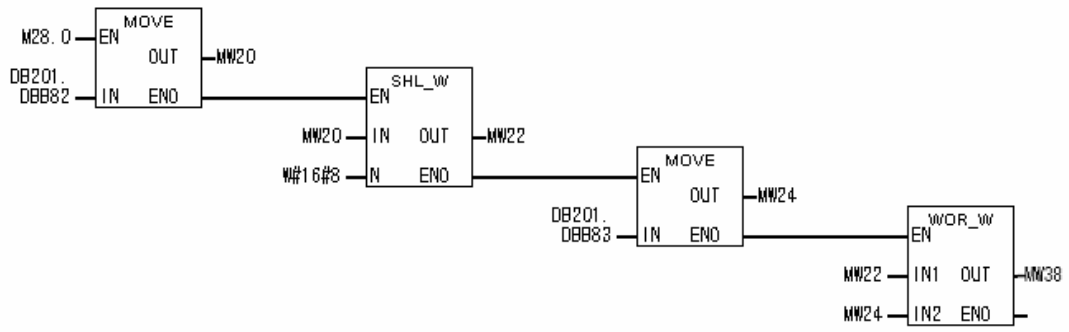 MOVE
M28.0 EN
OUT MW20
DB201.
DBB82 IN ENO
SHL_W
EN
MW20 IN OUT MW22
W#16#8 N ENO
MOVE
EN
OUT MW24
DB201.
DBB83 IN ENO
WOR_W
EN
MW22 IN1 OUT MW38
MW24 IN2 ENO